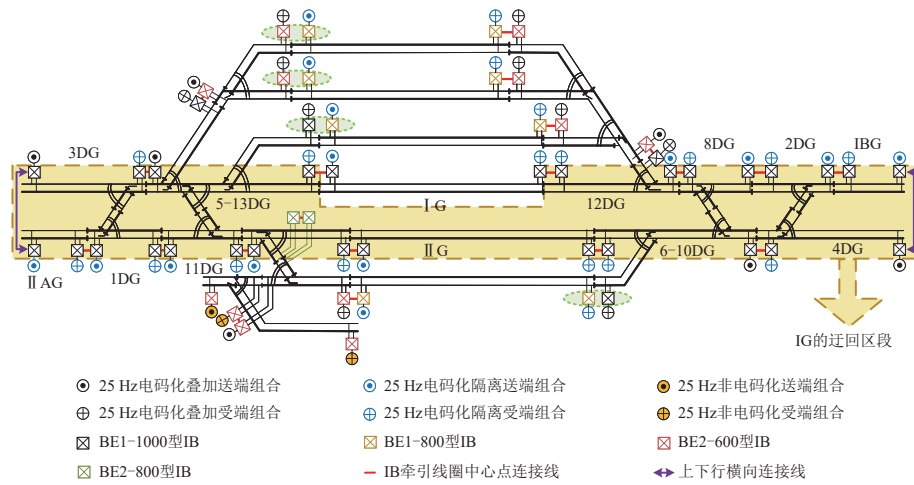 3DG
8DG
2DG
IBG
5-13DG
ⅠG
12DG
ⅡAG
1DG
11DG
ⅡG
6-10DG
4DG
IG的迂回区段
25 Hz电码化叠加送端组合
25 Hz电码化隔离送端组合
25 Hz非电码化送端组合
25 Hz电码化叠加受端组合
25 Hz电码化隔离受端组合
25 Hz非电码化受端组合
BE1-1000型IB
BE1-800型IB
BE2-600型IB
BE2-800型IB
IB牵引线圈中心点连接线
上下行横向连接线